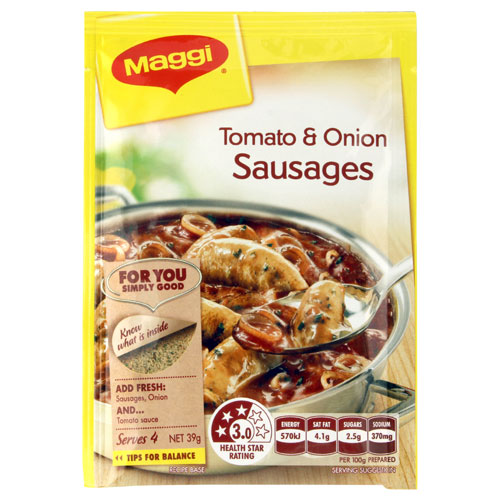 Maggi
®
Tomato & Onion
Sausages
FOR YOU
SIMPLY GOOD
Know
what is inside
ADD FRESH:
Sausages, Onion
AND...
Tomato sauce
Serves 4 NET 39g
TIPS FOR BALANCE
RECIPE BASE
3.0
HEALTH STAR
RATING
ENERGY
570kJ
SAT FAT
4.1g
SUGARS
2.5g
SODIUM
370mg
PER 100g PREPARED
SERVING SUGGESTION